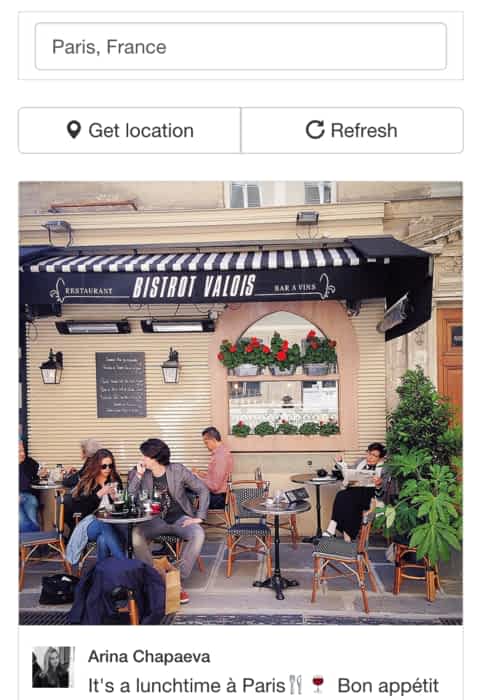 Paris, France
Get location
Refresh
RESTAURANT
BISTROT VALOIS
BAR A VINS
Arina Chapaeva
It's a lunchtime à Paris🍴🍷 Bon appétit